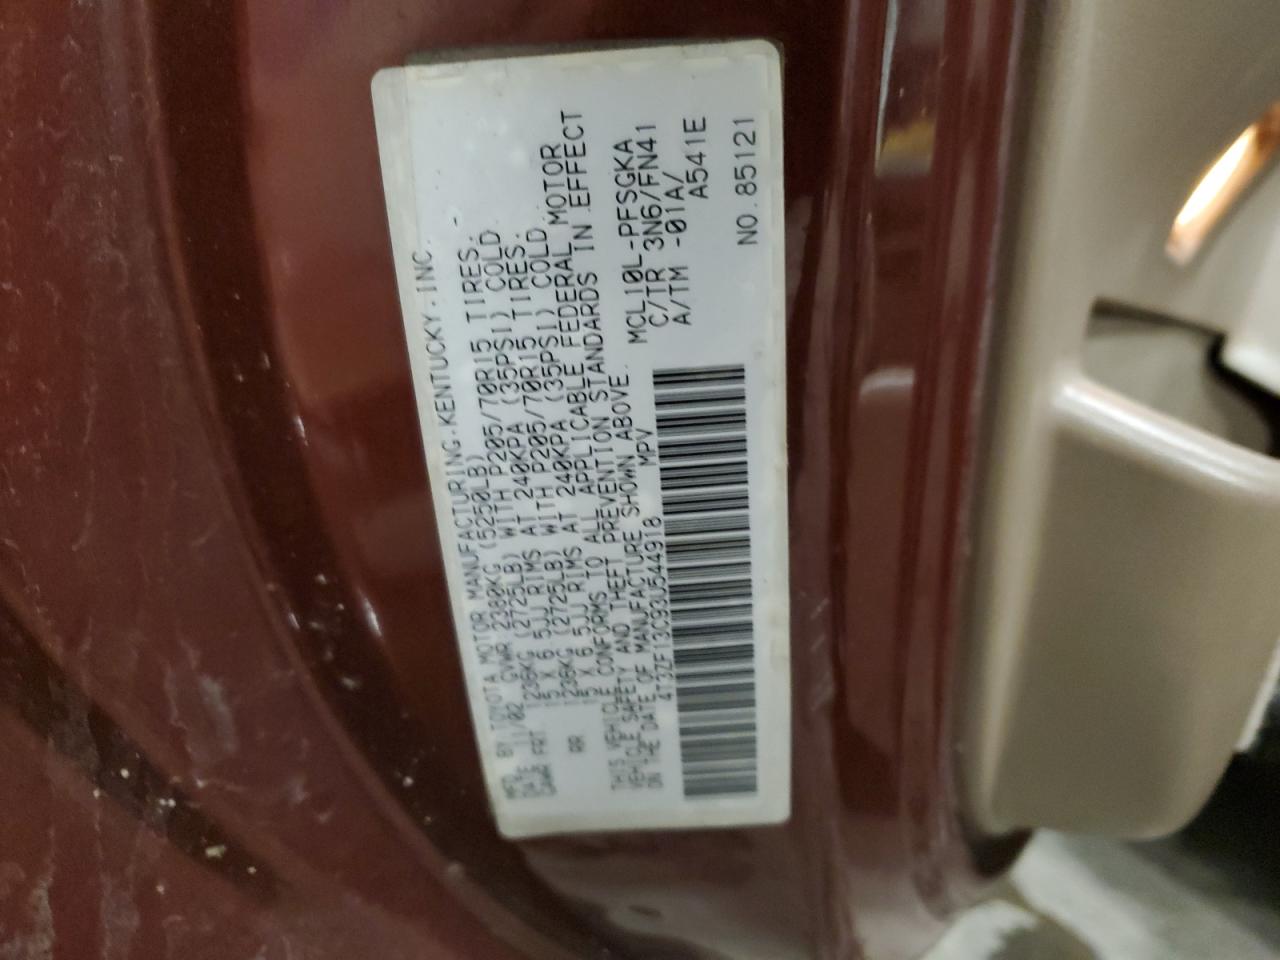 MFD. BY TOYOTA MOTOR MANUFACTURING.KENTUCKY.INC.
DATE 11/02 GVWR 2380KG (5250LB)
GAWR FRT 1236KG (2725LB) WITH P205/70R15 TIRES.
15 X 6.5JJ RIMS AT 240KPA (35PSI) COLD
RR 1236KG (2725LB) WITH P205/70R15 TIRES.
15 X 6.5JJ RIMS AT 240KPA (35PSI) COLD
THIS VEHICLE CONFORMS TO ALL APPLICABLE FEDERAL MOTOR
VEHICLE SAFETY AND THEFT PREVENTION STANDARDS IN EFFECT
ON THE DATE OF MANUFACTURE SHOWN ABOVE.
4T3ZF13C93U544918 MPV
MCL10L-PFSGKA
C/TR 3N6/FN41
A/TM -01A/
A541E
NO.85121